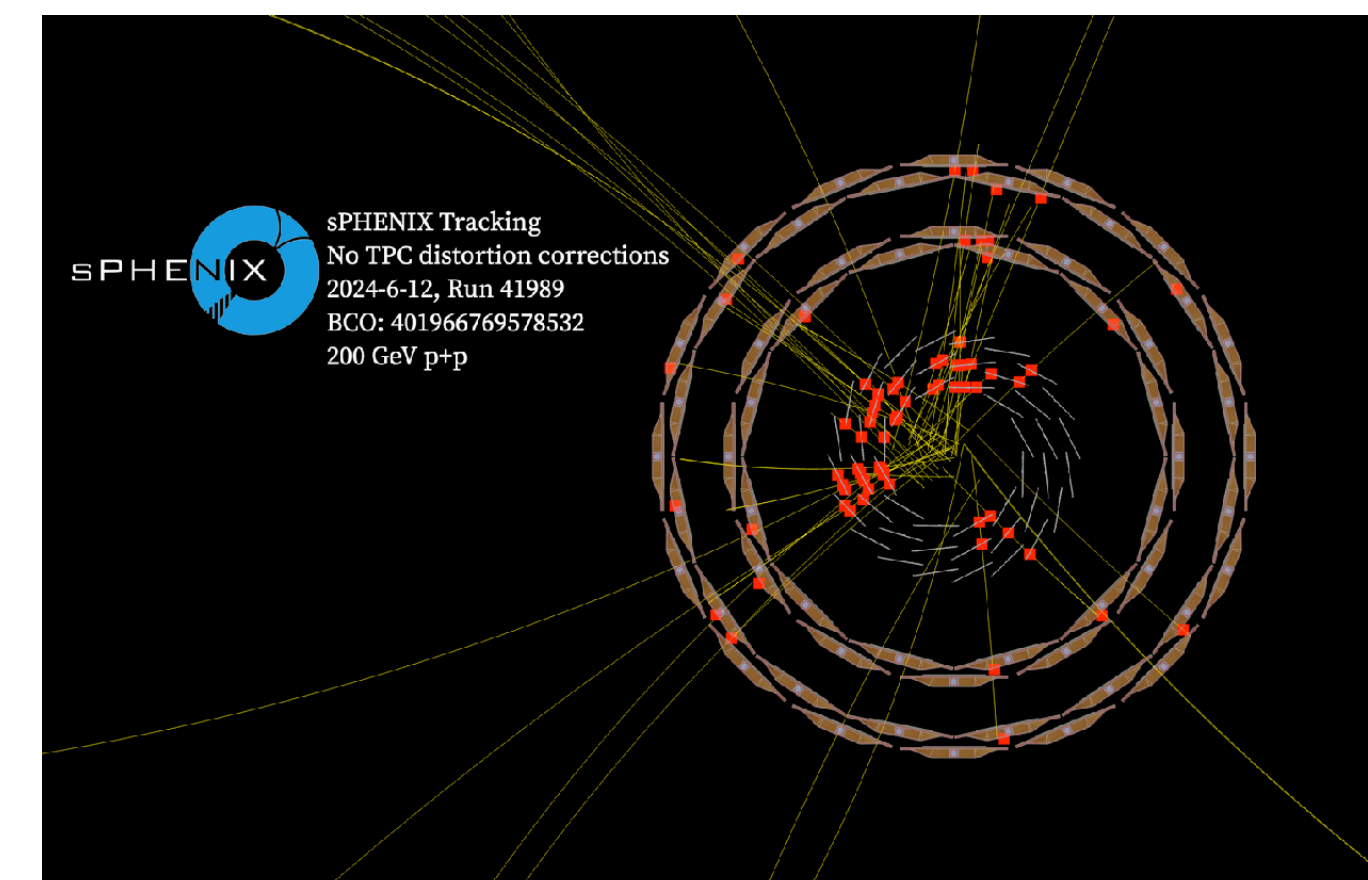 sPHENIX
sPHENIX Tracking
No TPC distortion corrections
2024-6-12, Run 41989
BCO: 401966769578532
200 GeV p+p